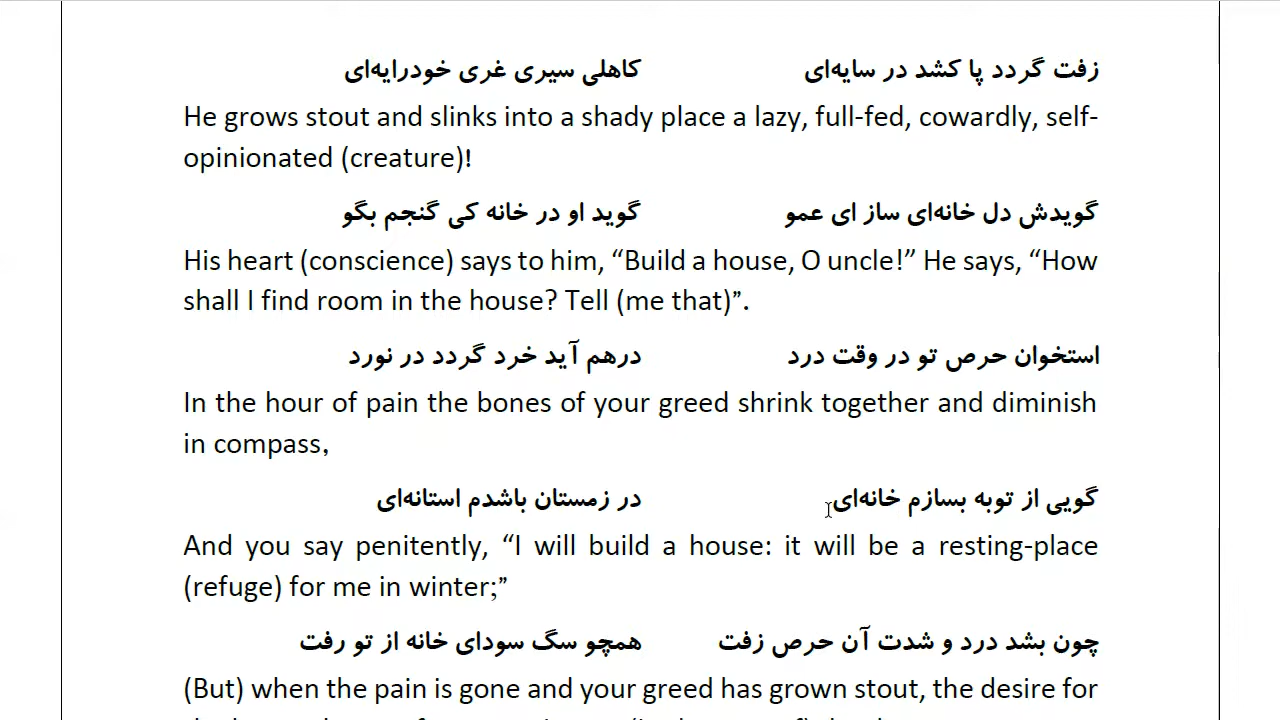 زفت گردد پا کشد در سایه‌ای کاهلی سیری غری خودرایه‌ای
He grows stout and slinks into a shady place a lazy, full-fed, cowardly, self-
opinionated (creature)!
گویدش دل خانه‌ای ساز ای عمو گوید او در خانه کی گنجم بگو
His heart (conscience) says to him, “Build a house, O uncle!” He says, “How
shall I find room in the house? Tell (me that)”.
استخوان حرص تو در وقت درد درهم آید خرد گردد در نورد
In the hour of pain the bones of your greed shrink together and diminish
in compass,
گویی از توبه بسازم خانه‌ای در زمستان باشدم استانه‌ای
And you say penitently, “I will build a house: it will be a resting-place
(refuge) for me in winter;”
چون بشد درد و شدت آن حرص زفت همچو سگ سودای خانه از تو رفت
(But) when the pain is gone and your greed has grown stout, the desire for